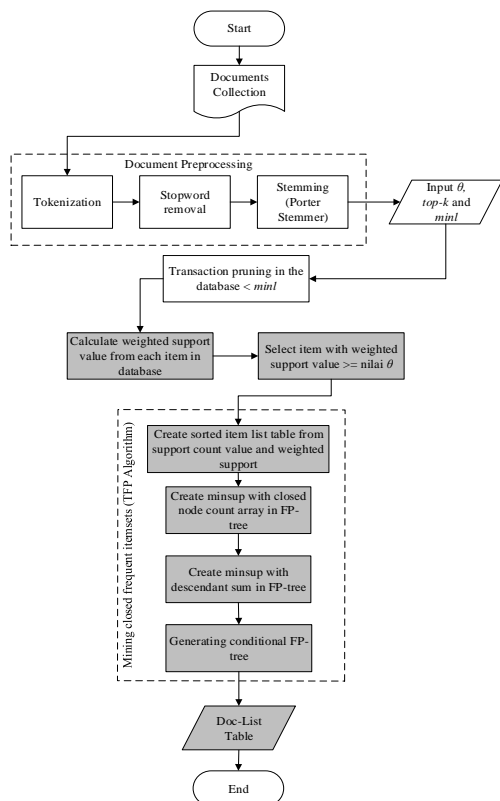 Start
Documents
Collection
Document Preprocessing
Tokenization
Stopword
removal
Stemming
(Porter
Stemmer)
Input θ,
top-k and
minl
Transaction pruning in the
database < minl
Calculate weighted support
value from each item in
database
Select item with weighted
support value >= nilai θ
Mining closed frequent itemsets (TFP Algorithm)
Create sorted item list table from
support count value and weighted
support
Create minsup with closed
node count array in FP-
tree
Create minsup with
descendant sum in FP-tree
Generating conditional FP-
tree
Doc-List
Table
End